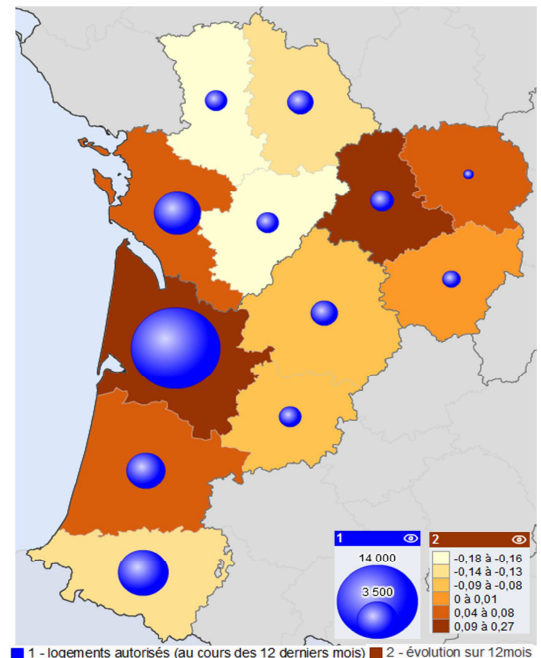 1
14 000
3 500
2
-0,18 à -0,16
-0,14 à -0,13
-0,09 à -0,08
0 à 0,01
0,04 à 0,08
0,09 à 0,27
1 - logements autorisés (au cours des 12 derniers mois) 2 - évolution sur 12mois